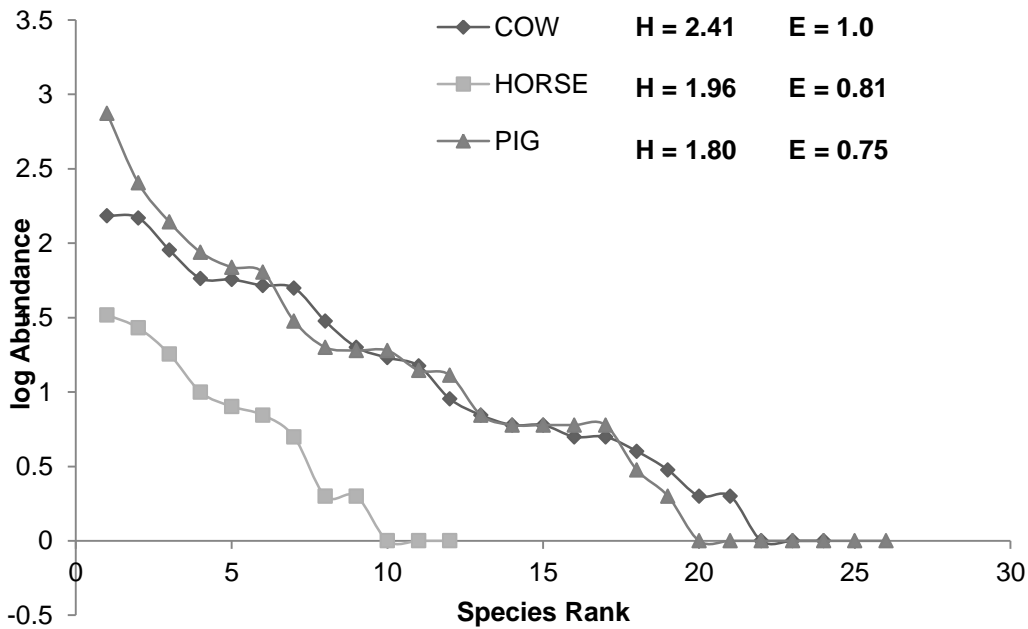 3.5
3
2.5
2
1.5
1
0.5
0
-0.5
log Abundance
COW H = 2.41 E = 1.0
HORSE H = 1.96 E = 0.81
PIG H = 1.80 E = 0.75
0 5 10 15 20 25 30
Species Rank